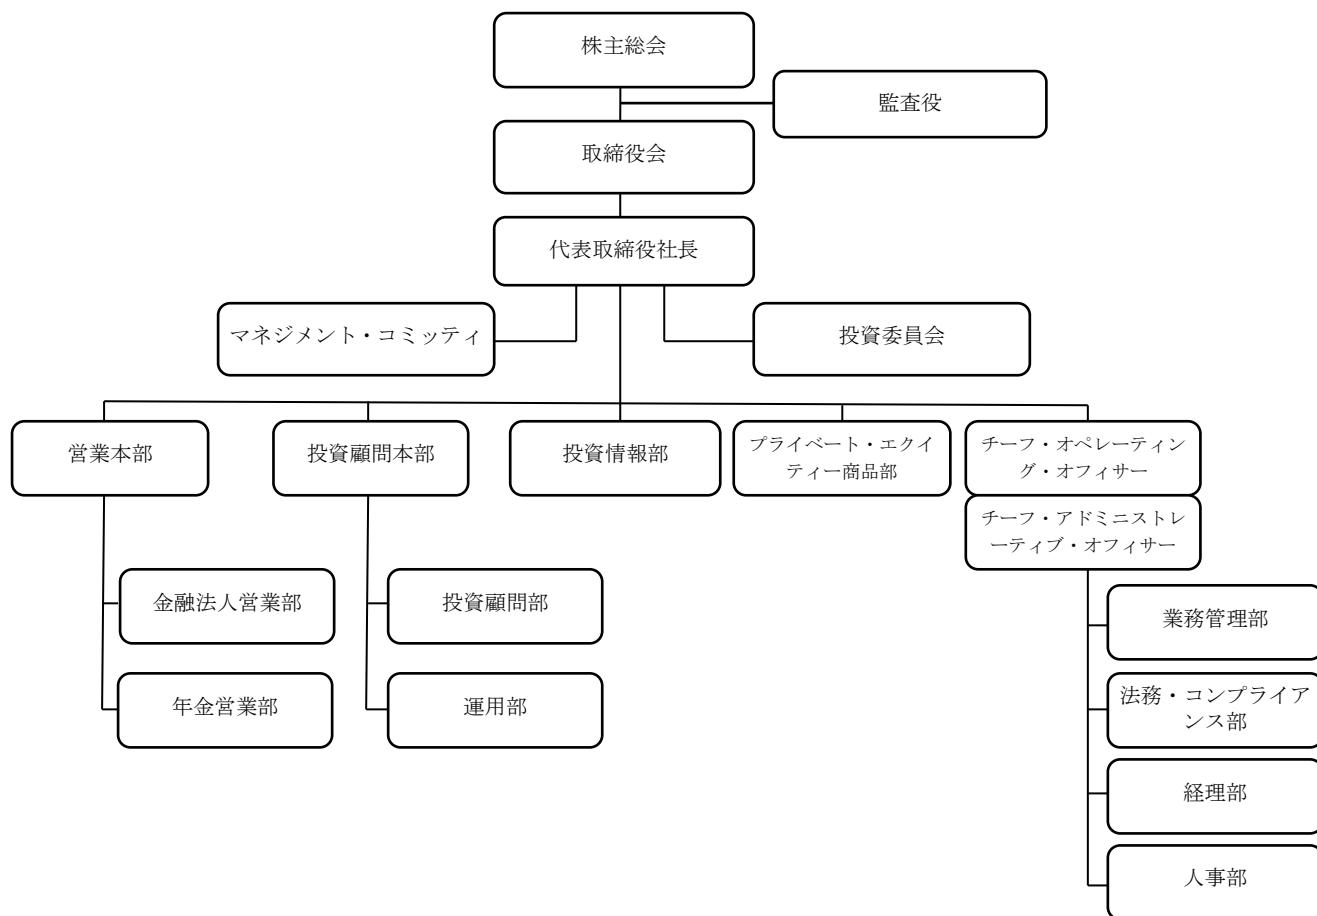 株主総会
監査役
取締役会
代表取締役社長
マネジメント・コミッティ
投資委員会
営業本部
投資顧問本部
投資情報部
プライベート・エクイ
ティー商品部
チーフ・オペレーティン
グ・オフィサー
チーフ・アドミニストレ
ーティブ・オフィサー
金融法人営業部
投資顧問部
業務管理部
年金営業部
運用部
法務・コンプライア
ンス部
経理部
人事部